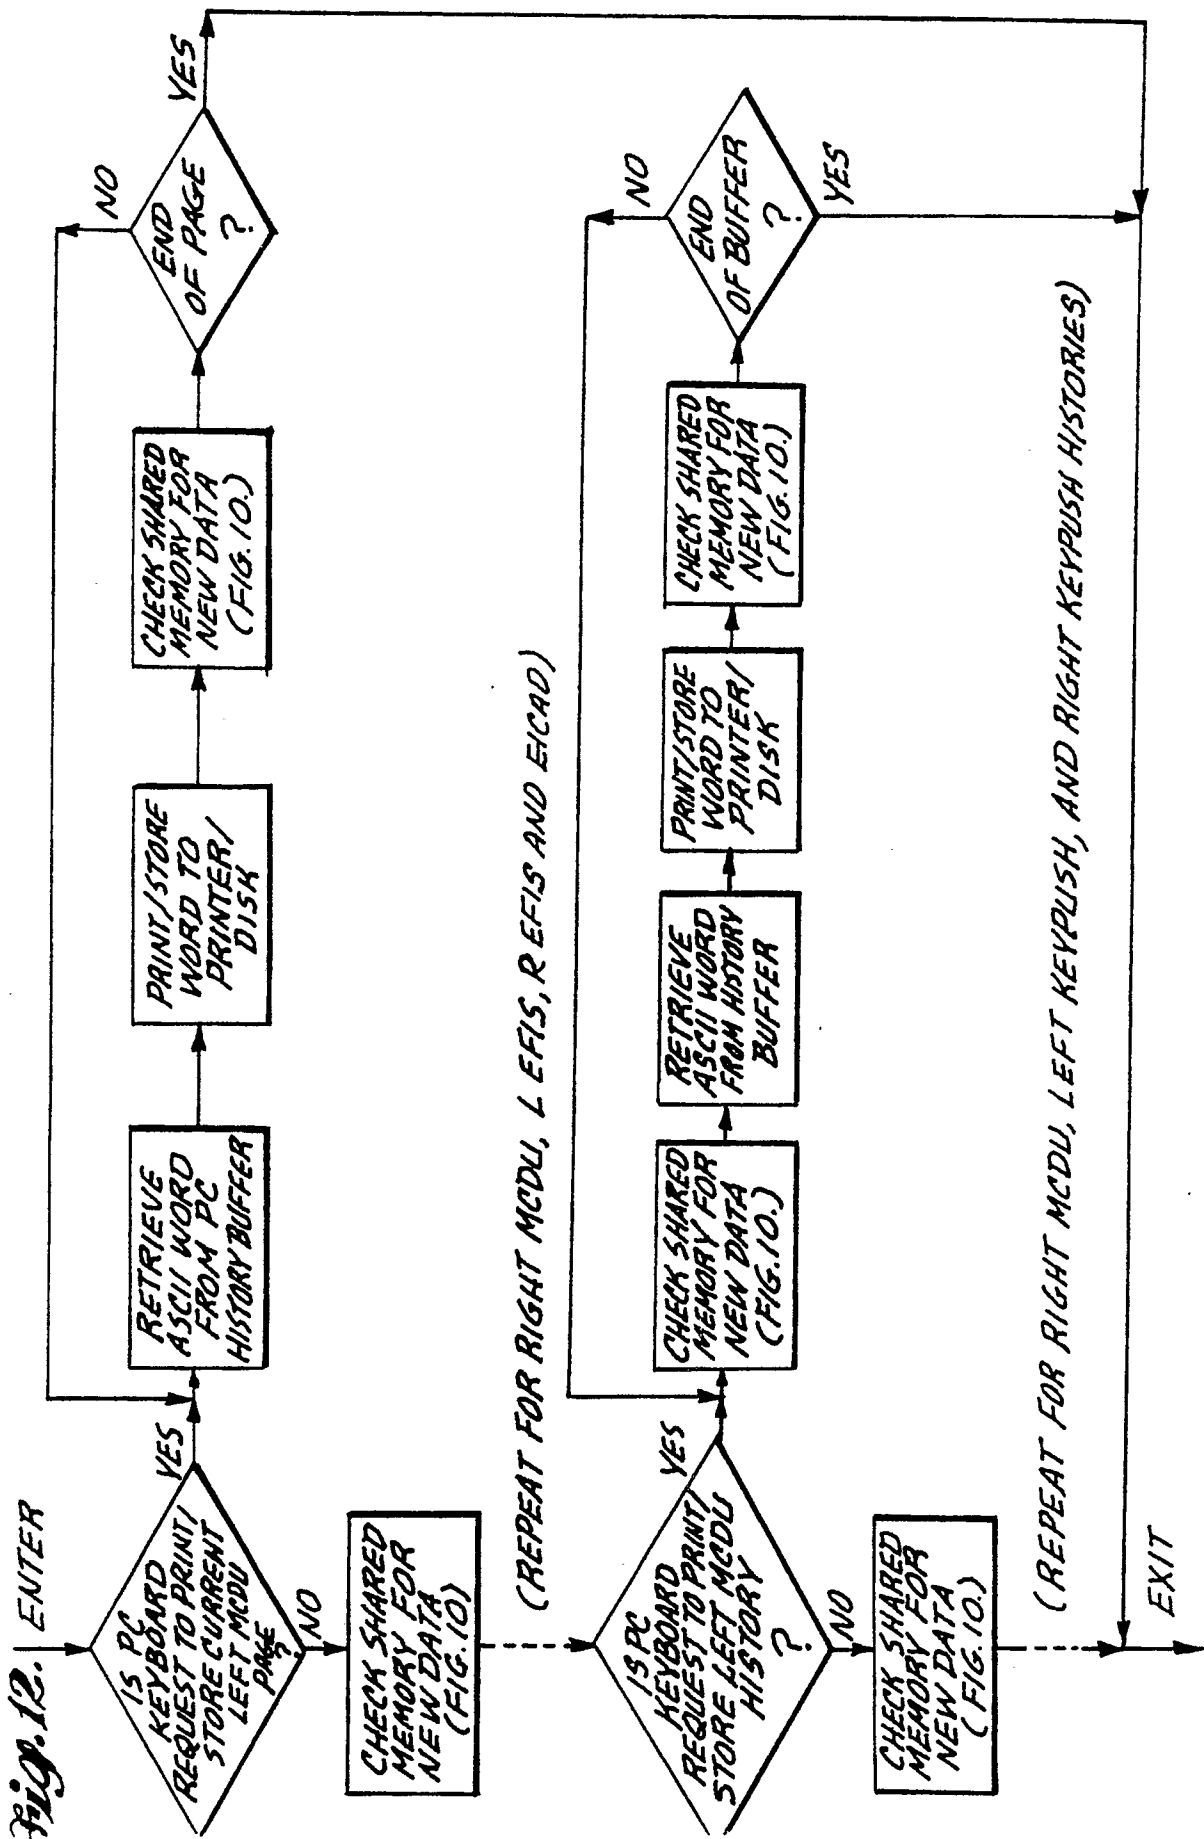 Fig. 12.
ENTER
IS PC
KEYBOARD
REQUEST TO PRINT/
STORE CURRENT
LEFT MCDU
PAGE
?
YES
NO
RETRIEVE
ASCII WORD
FROM PC
HISTORY BUFFER
PRINT/STORE
WORD TO
PRINTER/
DISK
CHECK SHARED
MEMORY FOR
NEW DATA
(FIG. 10.)
END
OF PAGE
?
NO
YES
CHECK SHARED
MEMORY FOR
NEW DATA
(FIG. 10)
(REPEAT FOR RIGHT MCDU, L EFIS, R EFIS AND EICAD)
IS PC
KEYBOARD
REQUEST TO PRINT/
STORE LEFT MCDU
HISTORY
?
YES
NO
CHECK SHARED
MEMORY FOR
NEW DATA
(FIG. 10.)
RETRIEVE
ASCII WORD
FROM HISTORY
BUFFER
PRINT/STORE
WORD TO
PRINTER/
DISK
CHECK SHARED
MEMORY FOR
NEW DATA
(FIG. 10.)
END
OF BUFFER
?
NO
YES
CHECK SHARED
MEMORY FOR
NEW DATA
(FIG. 10.)
(REPEAT FOR RIGHT MCDU, LEFT KEYPUSH, AND RIGHT KEYPUSH HISTORIES)
EXIT